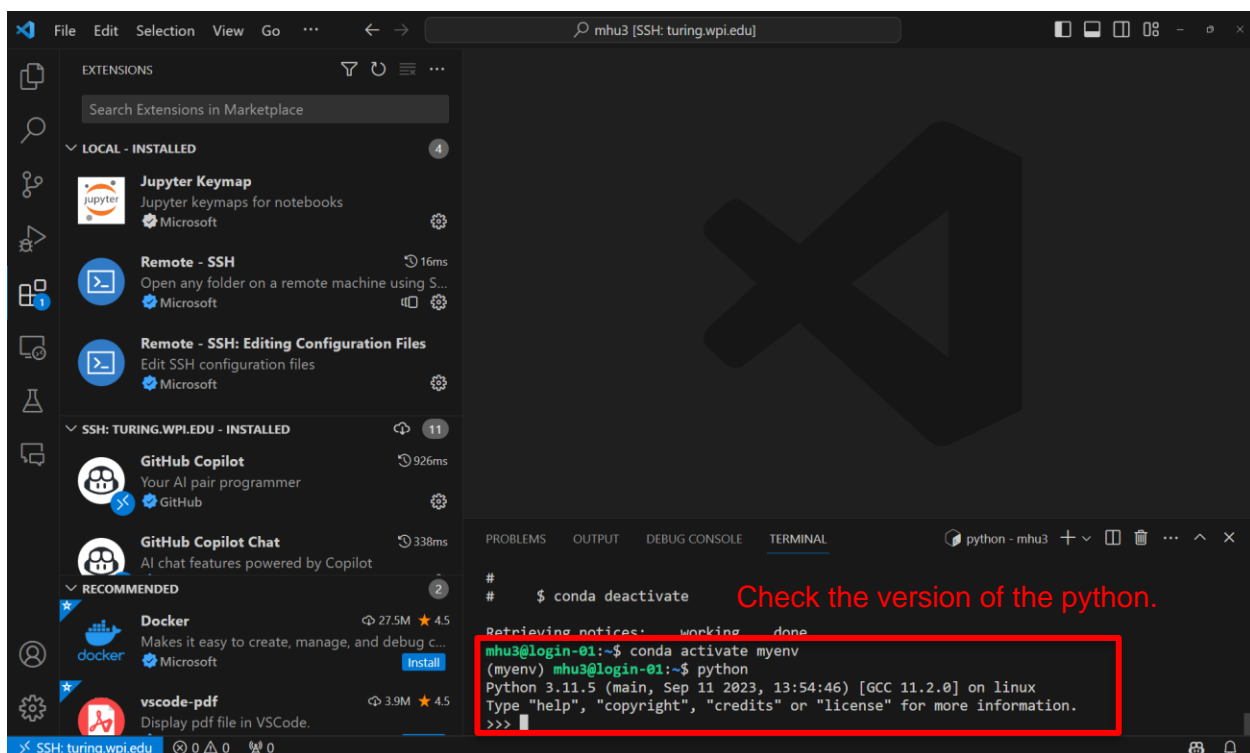 File Edit Selection View Go ··· mhu3 [SSH: turing.wpi.edu]
EXTENSIONS
Search Extensions in Marketplace
LOCAL - INSTALLED 4
Jupyter Keymap
jupyter
Jupyter keymaps for notebooks
Microsoft
Remote - SSH 16ms
Open any folder on a remote machine using S...
Microsoft
Remote - SSH: Editing Configuration Files
Edit SSH configuration files
Microsoft
SSH: TURING.WPI.EDU - INSTALLED 11
GitHub Copilot 926ms
Your AI pair programmer
GitHub
GitHub Copilot Chat 338ms
AI chat features powered by Copilot
RECOMMENDED 2
Docker 27.5M ★ 4.5
docker
Makes it easy to create, manage, and debug c...
Microsoft Install
vscode-pdf 3.9M ★ 4.5
Display pdf file in VSCode.
1
PROBLEMS OUTPUT DEBUG CONSOLE TERMINAL python - mhu3
#
# $ conda deactivate
Check the version of the python.
Retrieving notices: ...working... done
mhu3@login-01:~$ conda activate myenv
(myenv) mhu3@login-01:~$ python
Python 3.11.5 (main, Sep 11 2023, 13:54:46) [GCC 11.2.0] on linux
Type "help", "copyright", "credits" or "license" for more information.
>>>
SSH: turing.wpi.edu 0 0 0